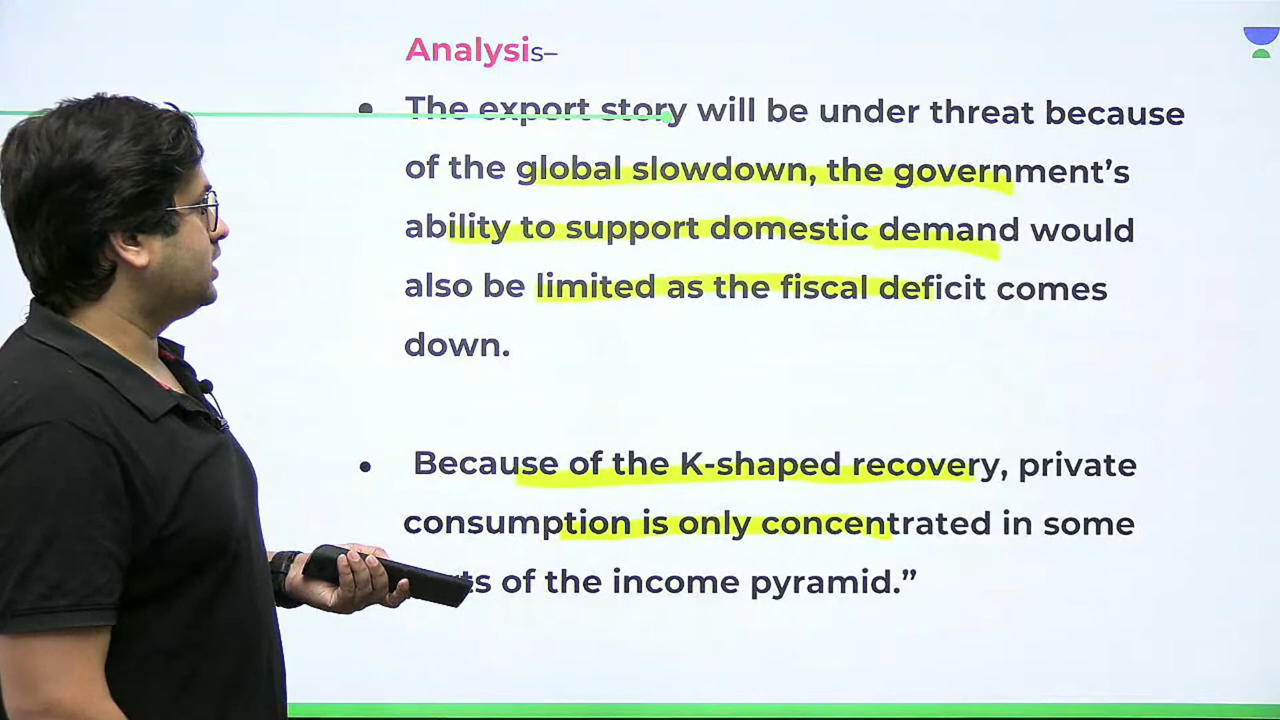 Analysis–
• The export story will be under threat because
of the global slowdown, the government’s
ability to support domestic demand would
also be limited as the fiscal deficit comes
down.
• Because of the K-shaped recovery, private
consumption is only concentrated in some
of the income pyramid.”